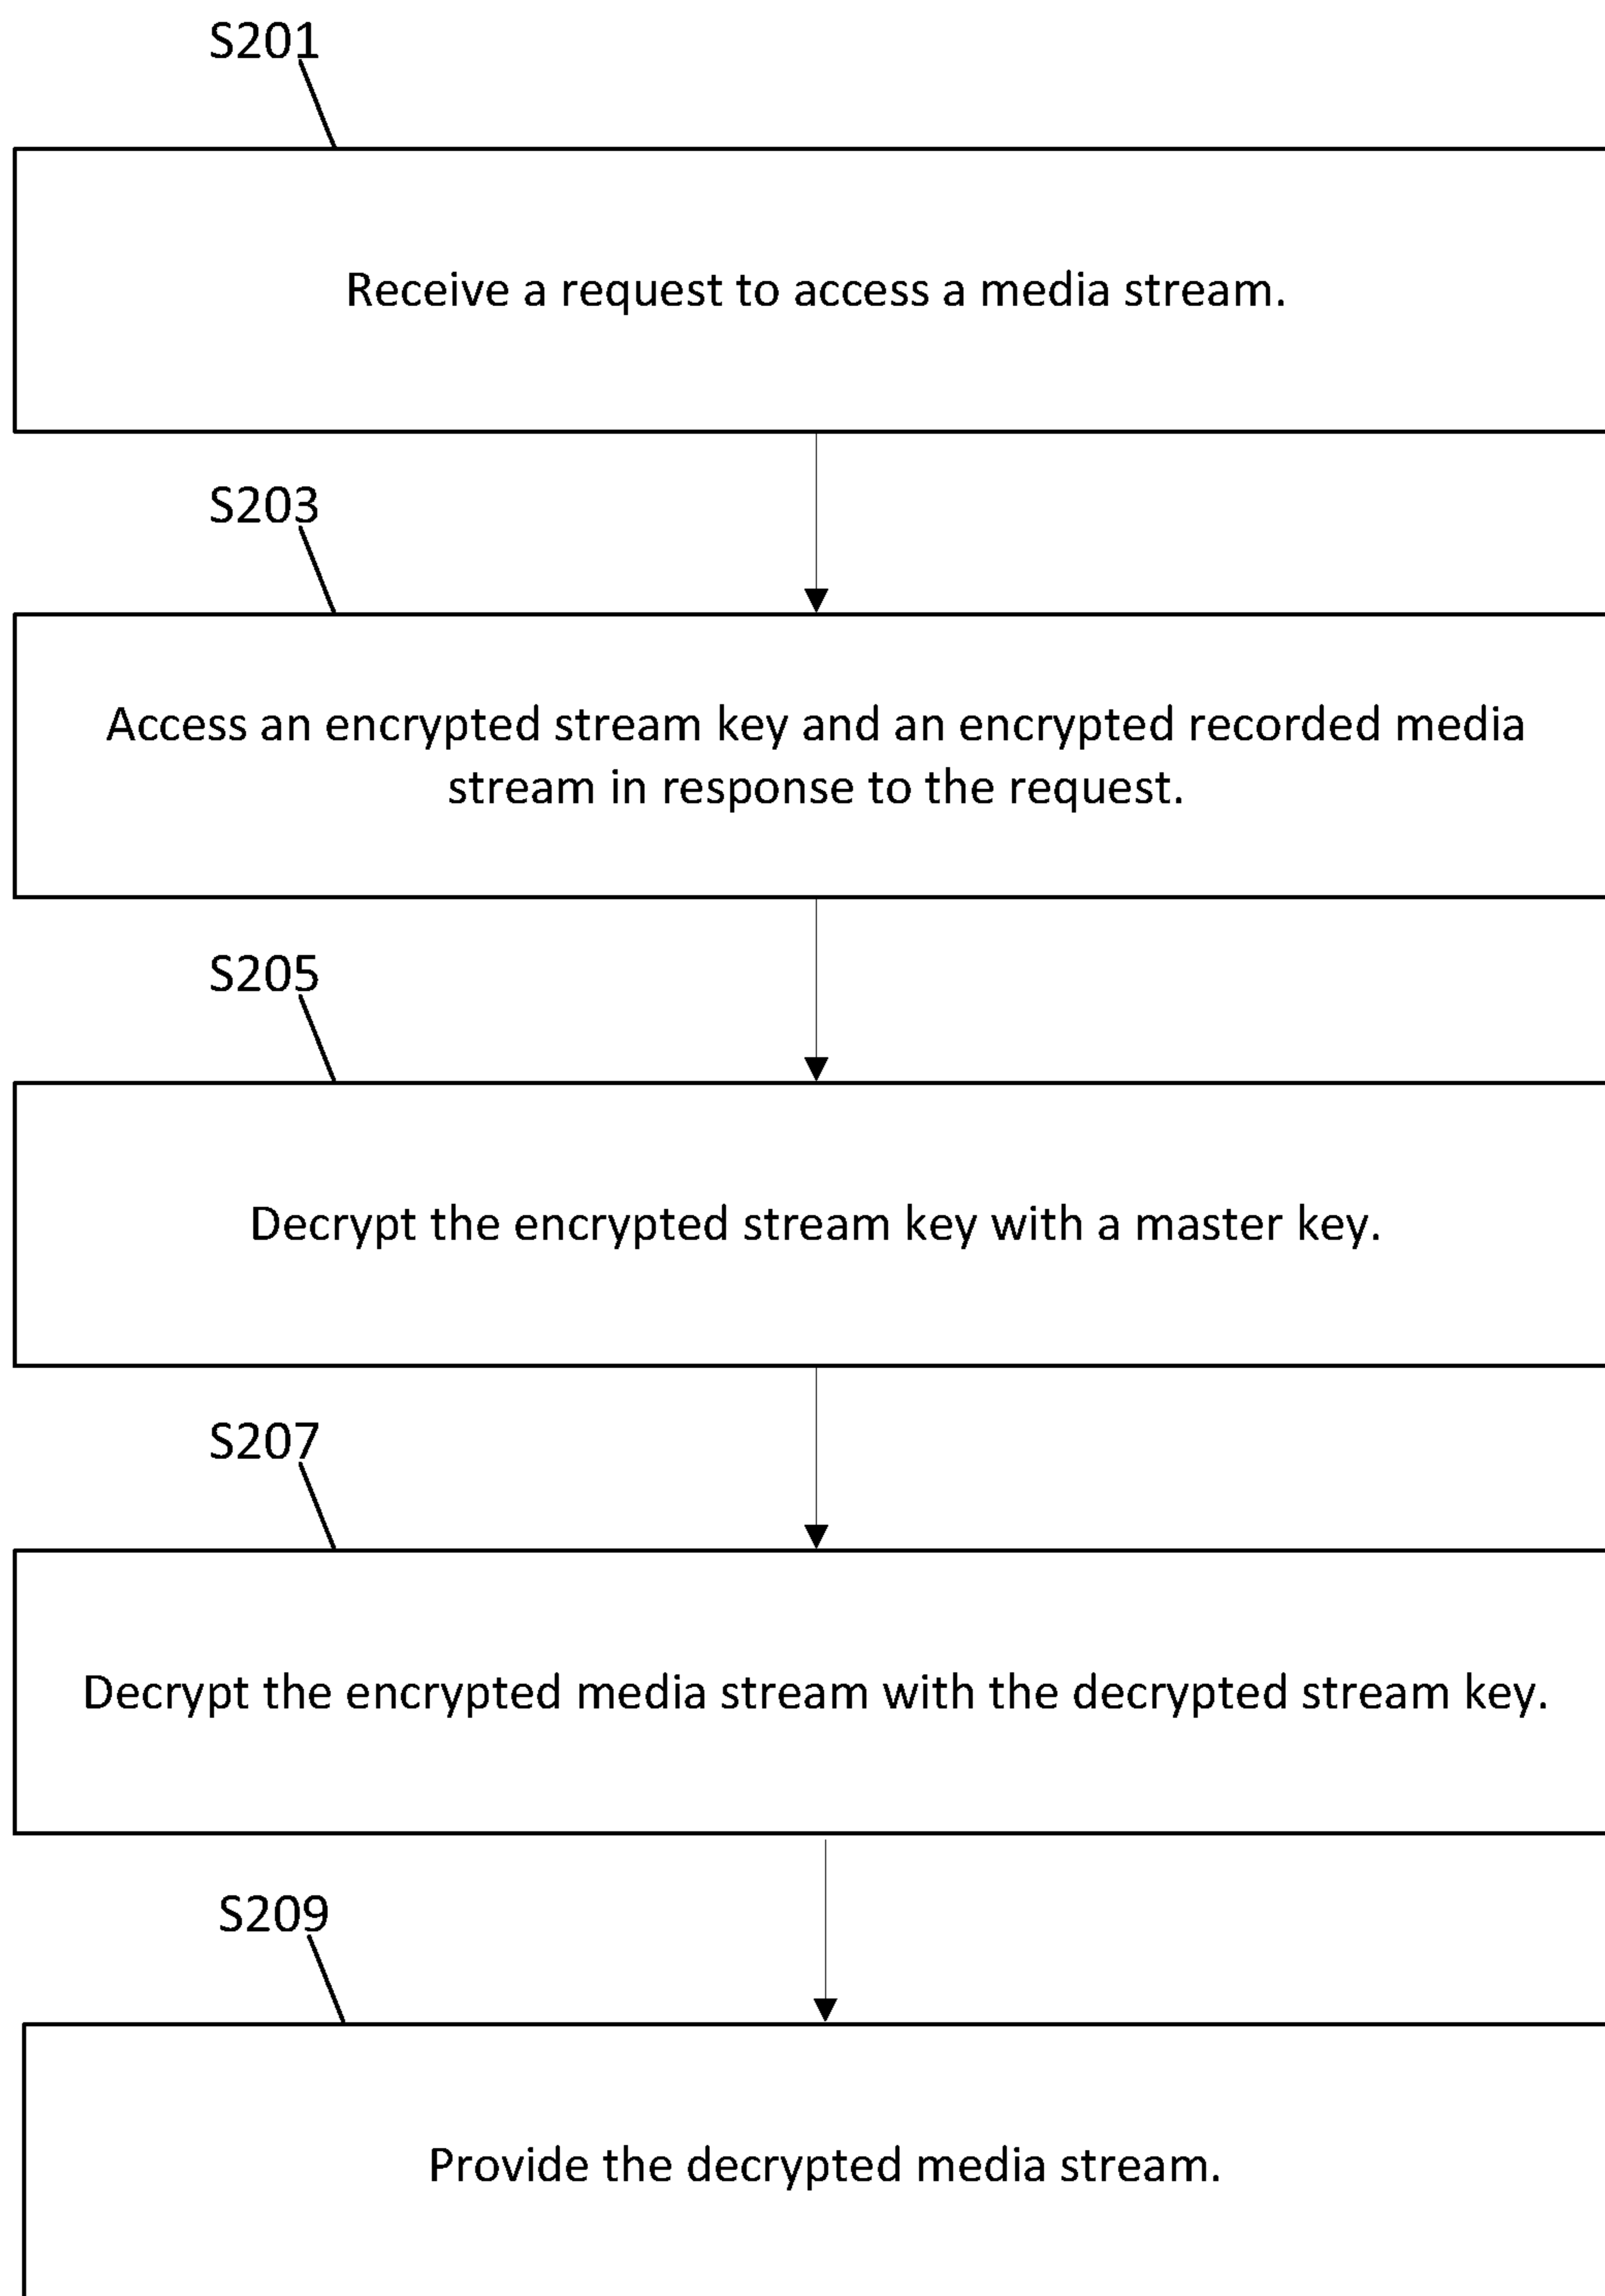 S201
Receive a request to access a media stream.
S203
Access an encrypted stream key and an encrypted recorded media
stream in response to the request.
S205
Decrypt the encrypted stream key with a master key.
S207
Decrypt the encrypted media stream with the decrypted stream key.
S209
Provide the decrypted media stream.